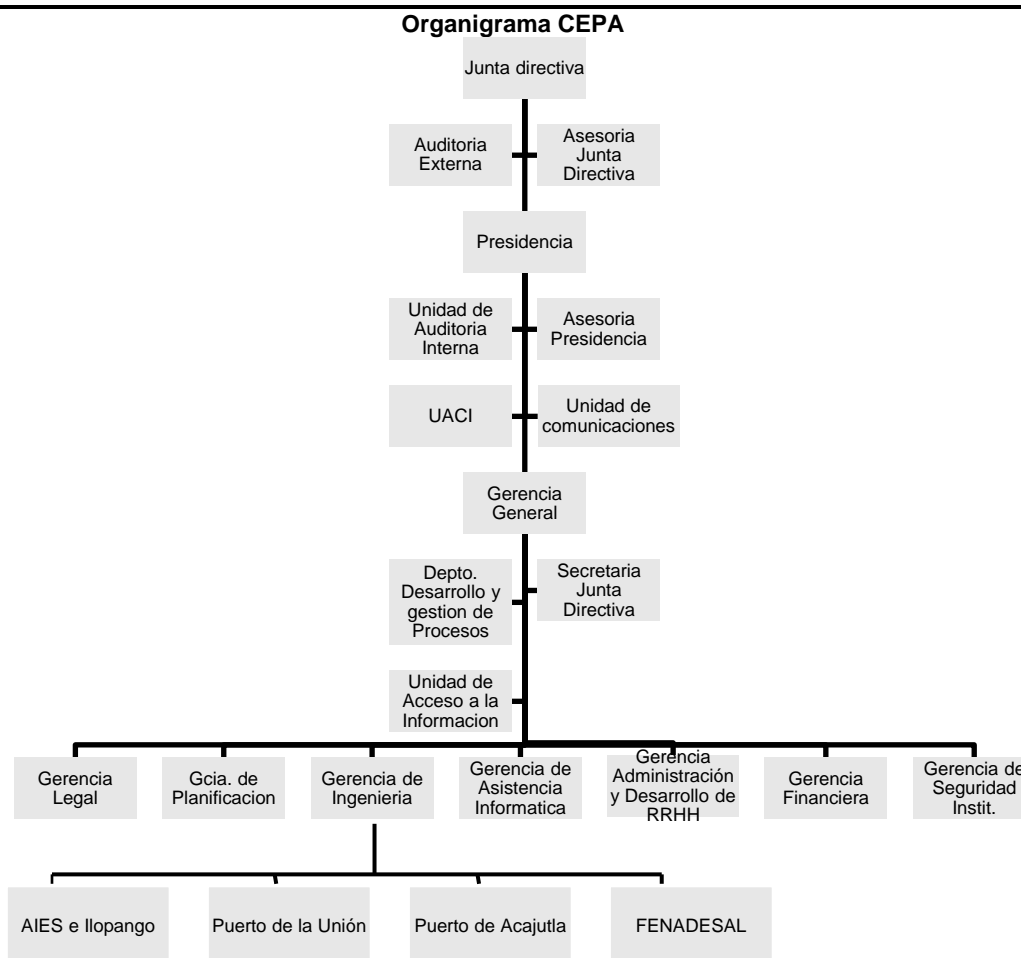 Organigrama CEPA
Junta directiva
Auditoria
Externa
Asesoria
Junta
Directiva
Presidencia
Unidad de
Auditoria
Interna
Asesoria
Presidencia
UACI
Unidad de
comunicaciones
Gerencia
General
Depto.
Desarrollo y
gestion de
Procesos
Secretaria
Junta
Directiva
Unidad de
Acceso a la
Informacion
Gerencia
Legal
Gcia. de
Planificacion
Gerencia de
Ingenieria
Gerencia de
Asistencia
Informatica
Gerencia
Administración
y Desarrollo de
RRHH
Gerencia
Financiera
Gerencia de
Seguridad
Instit.
AIES e Ilopango
Puerto de la Unión
Puerto de Acajutla
FENADESAL